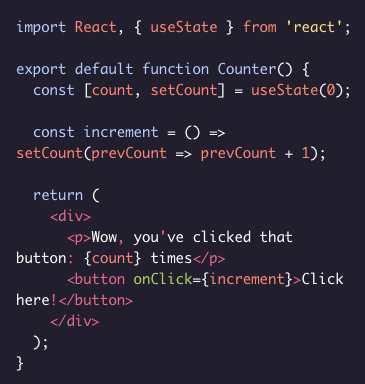 import React, { useState } from 'react';

export default function Counter() {
  const [count, setCount] = useState(0);

  const increment = () =>
setCount(prevCount => prevCount + 1);

  return (
    <div>
      <p>Wow, you've clicked that
button: {count} times</p>
      <button onClick={increment}>Click
here!</button>
    </div>
  );
}